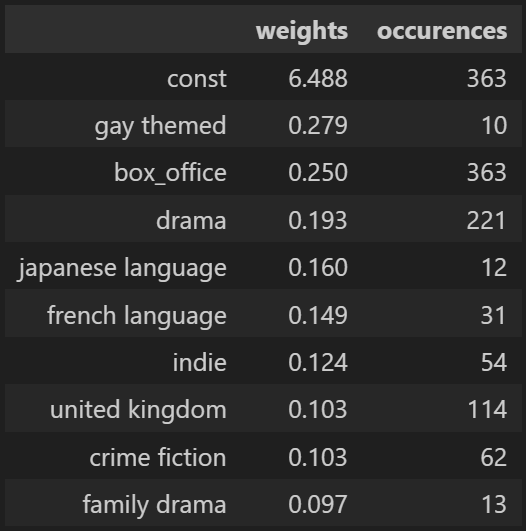 weights occurences
const 6.488 363
gay themed 0.279 10
box_office 0.250 363
drama 0.193 221
japanese language 0.160 12
french language 0.149 31
indie 0.124 54
united kingdom 0.103 114
crime fiction 0.103 62
family drama 0.097 13